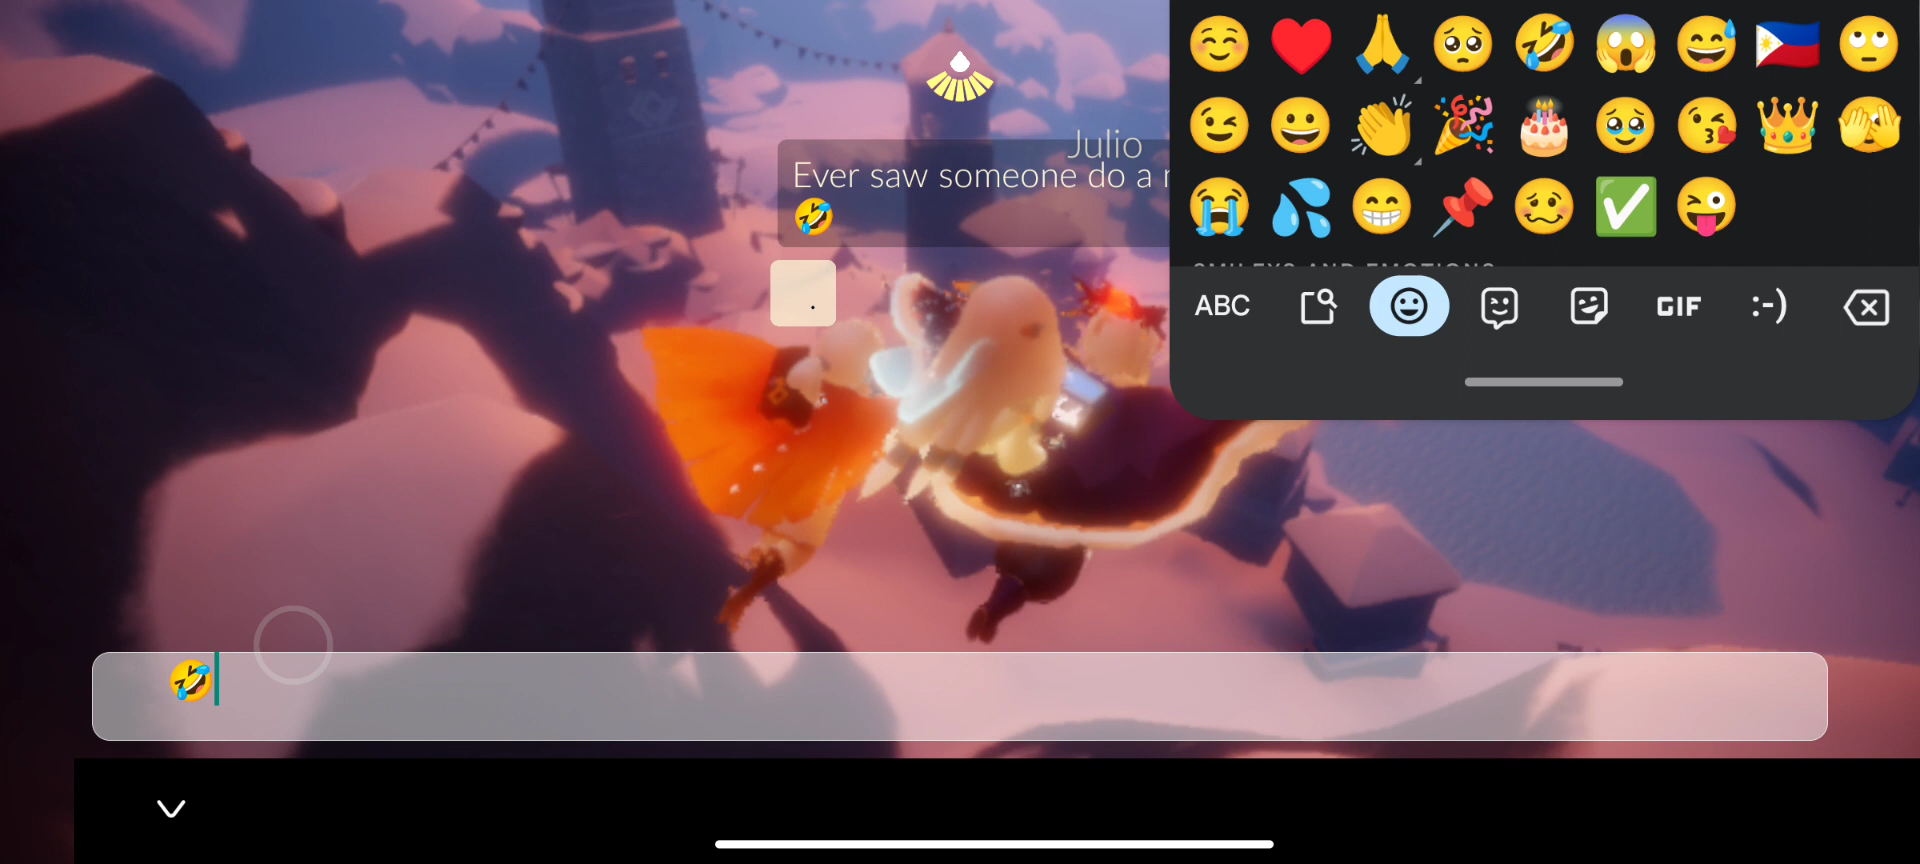 Julio
Ever saw someone do a
🤣
.
ABC
GIF
:-)
🤣